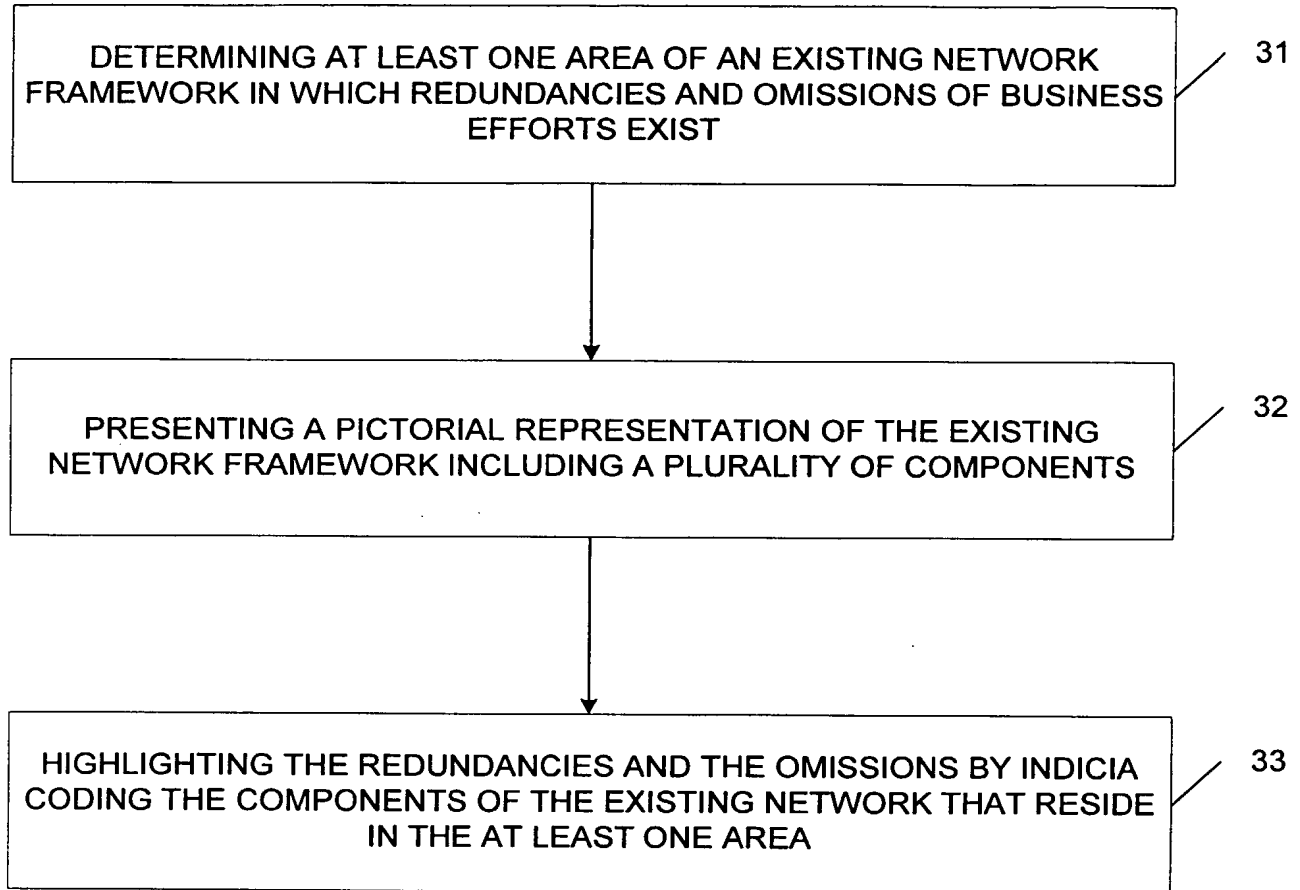 DETERMINING AT LEAST ONE AREA OF AN EXISTING NETWORK
FRAMEWORK IN WHICH REDUNDANCIES AND OMISSIONS OF BUSINESS
EFFORTS EXIST
31
PRESENTING A PICTORIAL REPRESENTATION OF THE EXISTING
NETWORK FRAMEWORK INCLUDING A PLURALITY OF COMPONENTS
32
HIGHLIGHTING THE REDUNDANCIES AND THE OMISSIONS BY INDICIA
CODING THE COMPONENTS OF THE EXISTING NETWORK THAT RESIDE
IN THE AT LEAST ONE AREA
33